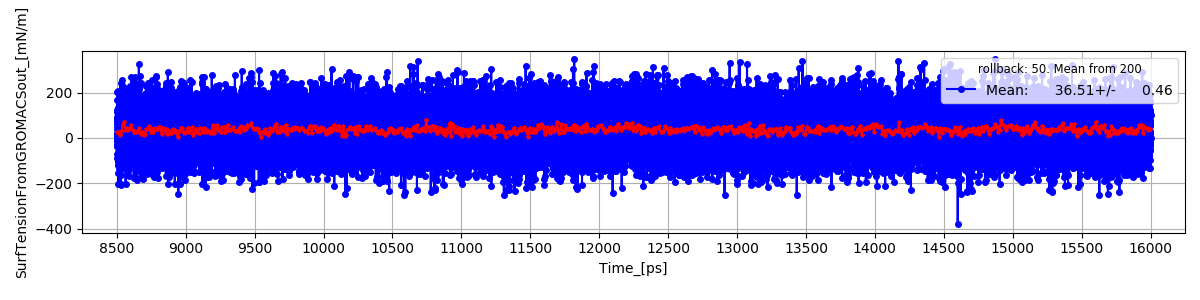 SurfTensionFromGROMACSout_[mN/m]
rollback: 50  Mean from 200
Mean:      36.51+/-      0.46
200
0
−200
−400
8500 9000 9500 10000 10500 11000 11500 12000 12500 13000 13500 14000 14500 15000 15500 16000
Time_[ps]